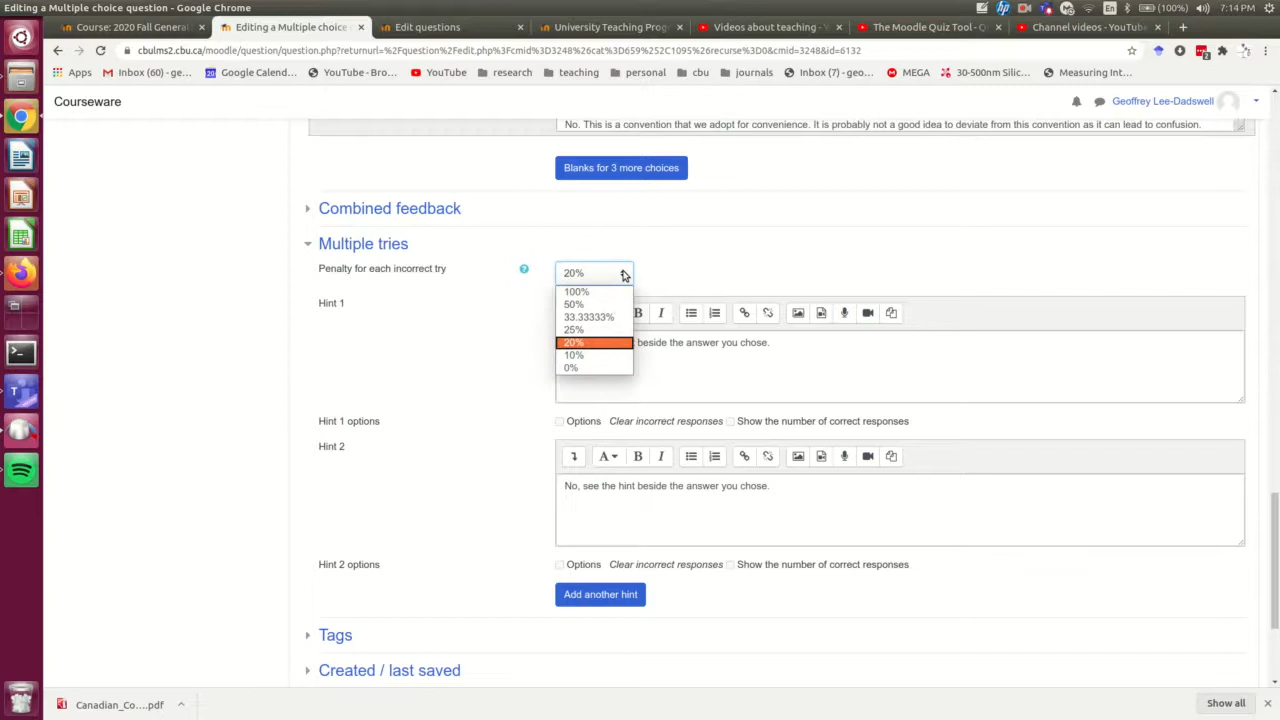 Editing a Multiple choice question - Google Chrome
En
(100%)
7:14 PM
Course: 2020 Fall General
Editing a Multiple choice
Edit questions
University Teaching Prog
Videos about teaching - Y
The Moodle Quiz Tool -
Channel videos - YouTube
cbulms2.cbu.ca/moodle/question/question.php?returnurl=%2Fquestion%2Fedit.php%3Fcmid%3D3248%26cat%3D659%252C1095%26recurse%3D0&cmid=3248&id=6132
Apps
Inbox (60) - ge...
Google Calend...
YouTube - Bro...
YouTube
research
teaching
personal
cbu
journals
Inbox (7) - geo...
MEGA
30-500nm Silic...
Measuring Int...
Courseware
Geoffrey Lee-Dadswell
No. This is a convention that we adopt for convenience. It is probably not a good idea to deviate from this convention as it can lead to confusion.
Blanks for 3 more choices
Combined feedback
Multiple tries
Penalty for each incorrect try
20%
100%
50%
33.33333%
25%
20%
10%
0%
Hint 1
B I
beside the answer you chose.
Hint 1 options
Options Clear incorrect responses Show the number of correct responses
Hint 2
A B I
No, see the hint beside the answer you chose.
Hint 2 options
Options Clear incorrect responses Show the number of correct responses
Add another hint
Tags
Created / last saved
Canadian_Co....pdf
Show all